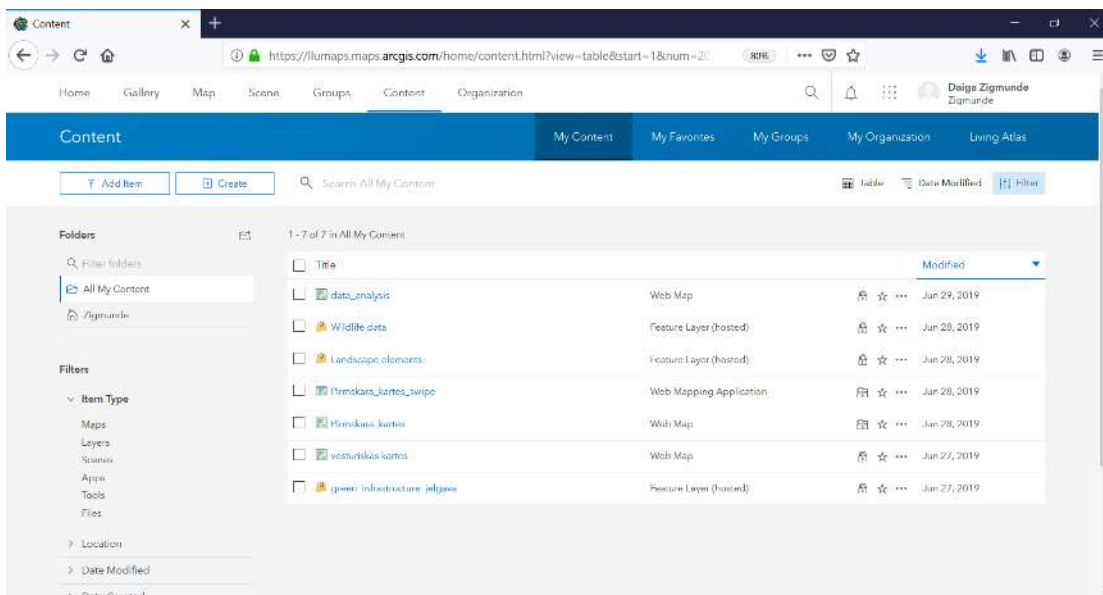 Content
https://llumaps.maps.arcgis.com/home/content.html?view=table&start=1&num=20
80%
Home Gallery Map Scene Groups Content Organization
Daiga Zigmunde
Zigmunde
Content
My Content My Favorites My Groups My Organization Living Atlas
Add Item Create Search All My Content Table Date Modified Filter
Folders
1 - 7 of 7 in All My Content
Filter folders
Title Modified
All My Content
data_analysis Web Map Jun 29, 2019
Zigmunde
Wildlife data Feature Layer (hosted) Jun 28, 2019
Landscape elements Feature Layer (hosted) Jun 28, 2019
Filters
Pirmskara_kartes_swipe Web Mapping Application Jun 28, 2019
Item Type
Maps
Pirmskara_kartes Web Map Jun 28, 2019
Layers
Scenes
vesturiskas kartes Web Map Jun 27, 2019
Apps
Tools
green_infrastructure_jelgava Feature Layer (hosted) Jun 27, 2019
Files
Location
Date Modified